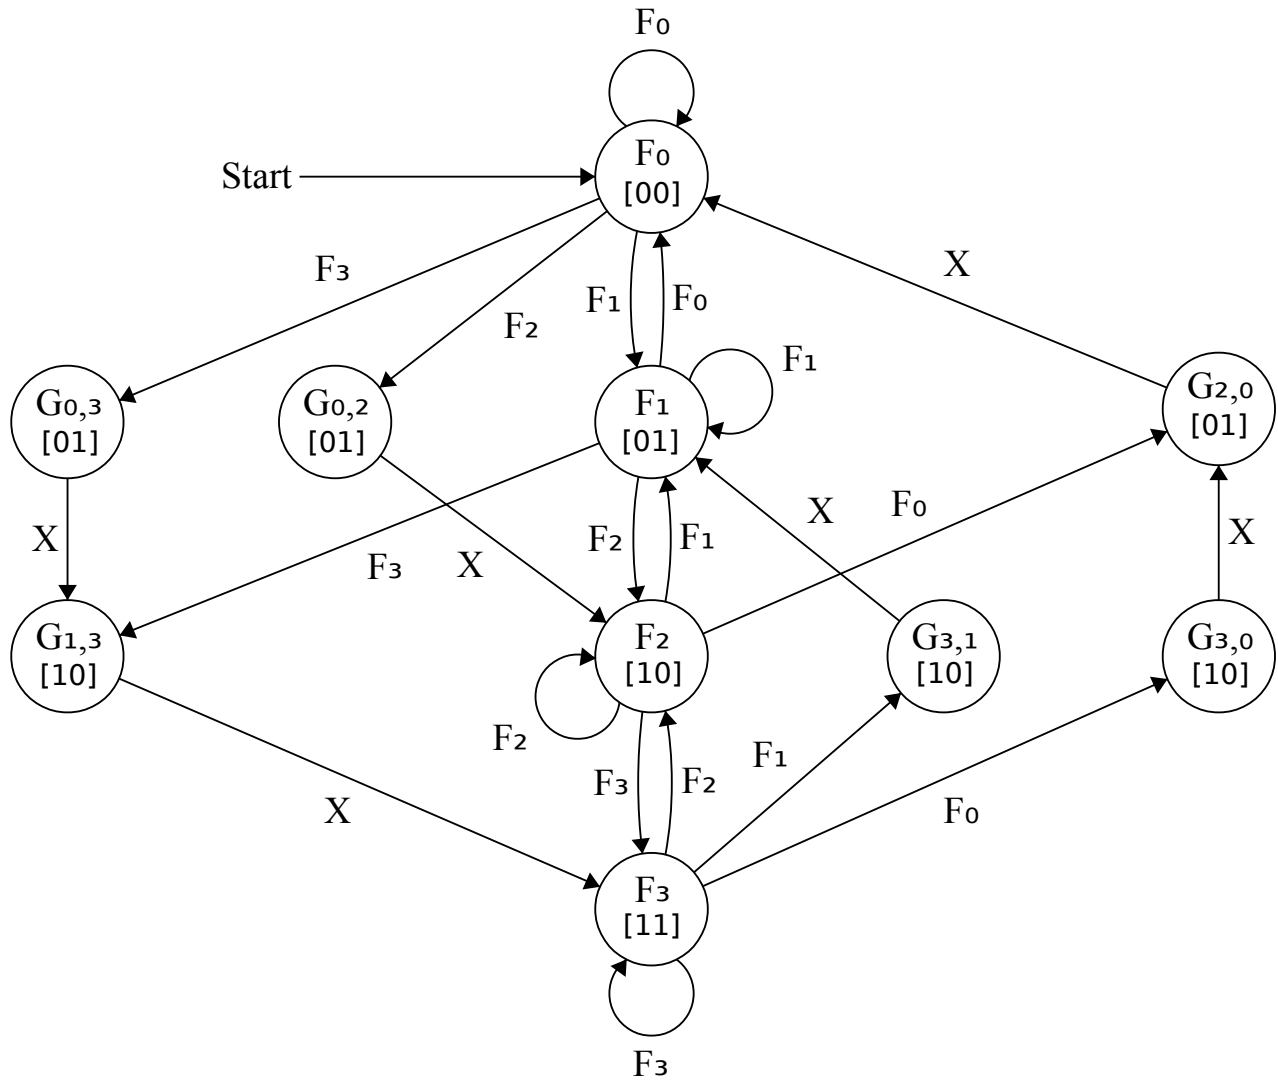 F₀
F₀
[00]
Start
F₃
F₂
F₁
F₀
X
G₀,₃
[01]
G₀,₂
[01]
F₁
[01]
F₁
G₂,₀
[01]
X
F₃
X
F₂
F₁
X
F₀
X
G₁,₃
[10]
F₂
[10]
G₃,₁
[10]
G₃,₀
[10]
F₂
X
F₃
F₂
F₁
F₀
F₃
[11]
F₃